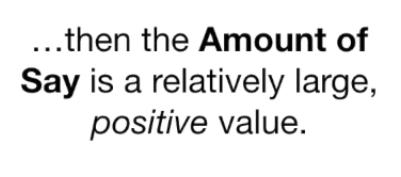 ...then the Amount of
Say is a relatively large,
positive value.